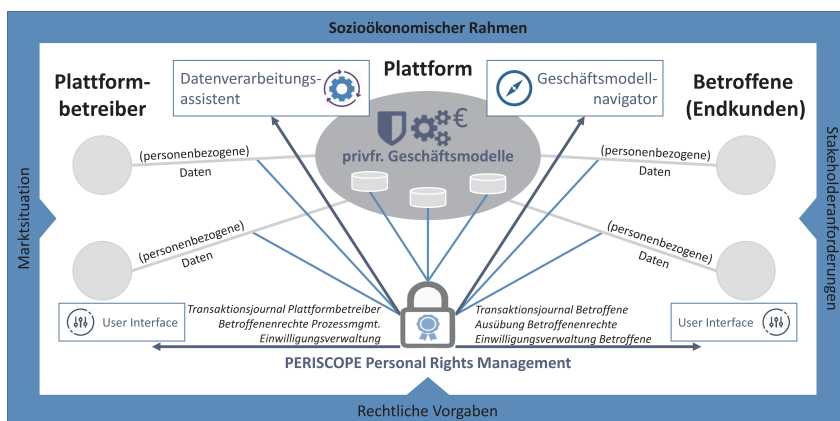 Sozioökonomischer Rahmen
Plattform-
betreiber
Datenverarbeitungs-
assistent
Plattform
Geschäftsmodell-
navigator
Betroffene
(Endkunden)
€
privfr. Geschäftsmodelle
(personenbezogene)
Daten
(personenbezogene)
Daten
(personenbezogene)
Daten
(personenbezogene)
Daten
Marktsituation
Stakeholderanforderungen
User Interface
Transaktionsjournal Plattformbetreiber
Betroffenenrechte Prozessmgmt.
Einwilligungsverwaltung
Transaktionsjournal Betroffene
Ausübung Betroffenenrechte
Einwilligungsverwaltung Betroffene
User Interface
PERISCOPE Personal Rights Management
Rechtliche Vorgaben